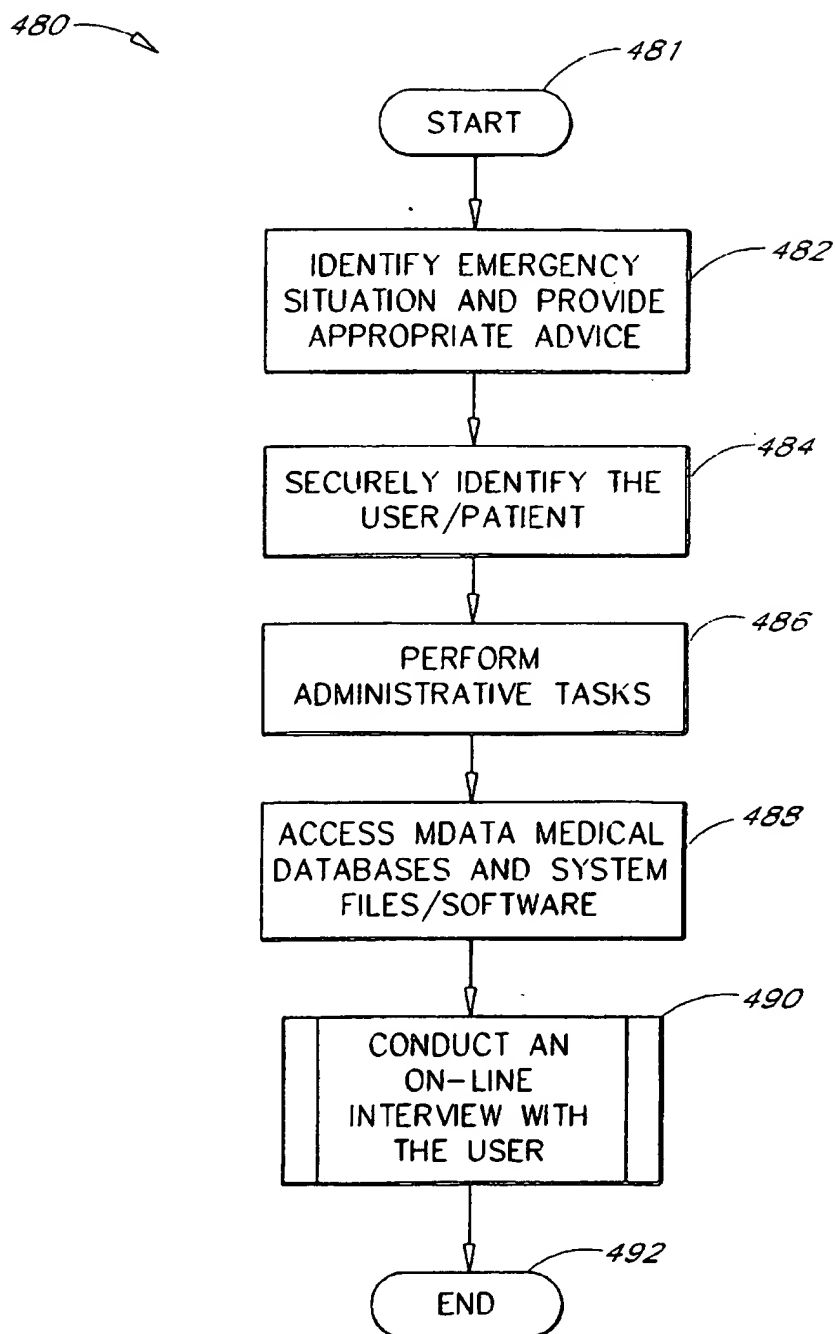 480
481
START
482
IDENTIFY EMERGENCY
SITUATION AND PROVIDE
APPROPRIATE ADVICE
484
SECURELY IDENTIFY THE
USER/PATIENT
486
PERFORM
ADMINISTRATIVE TASKS
488
ACCESS MDATA MEDICAL
DATABASES AND SYSTEM
FILES/SOFTWARE
490
CONDUCT AN
ON-LINE
INTERVIEW WITH
THE USER
492
END